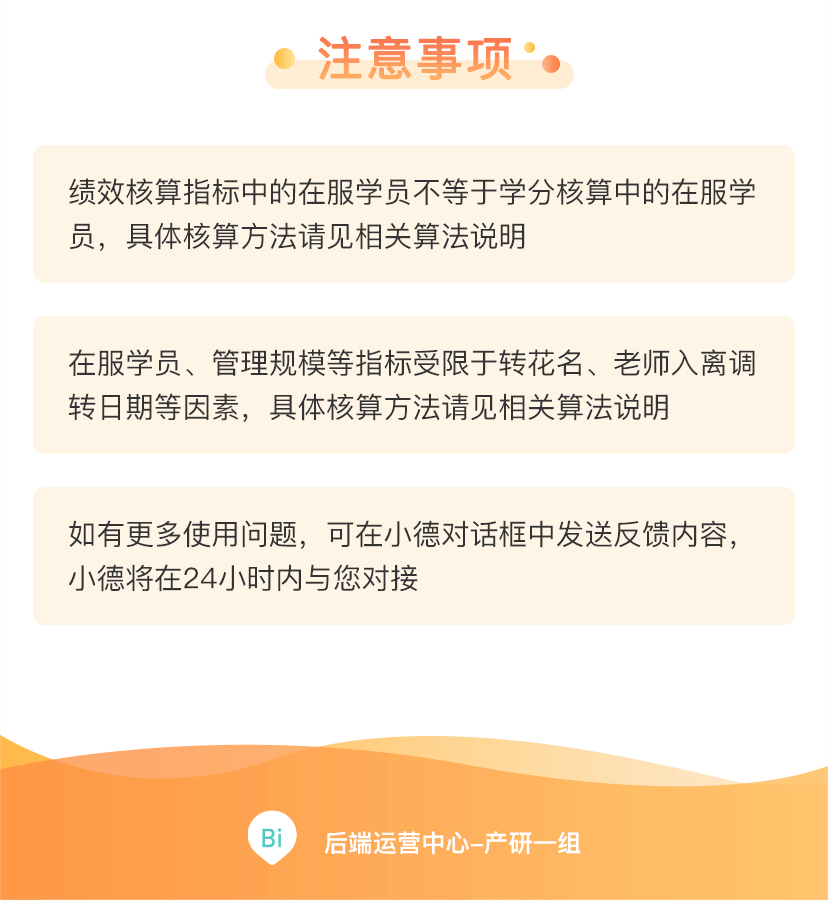 注意事项
绩效核算指标中的在服学员不等于学分核算中的在服学
员，具体核算方法请见相关算法说明
在服学员、管理规模等指标受限于转花名、老师入离调
转日期等因素，具体核算方法请见相关算法说明
如有更多使用问题，可在小德对话框中发送反馈内容，
小德将在24小时内与您对接
Bi
后端运营中心–产研一组